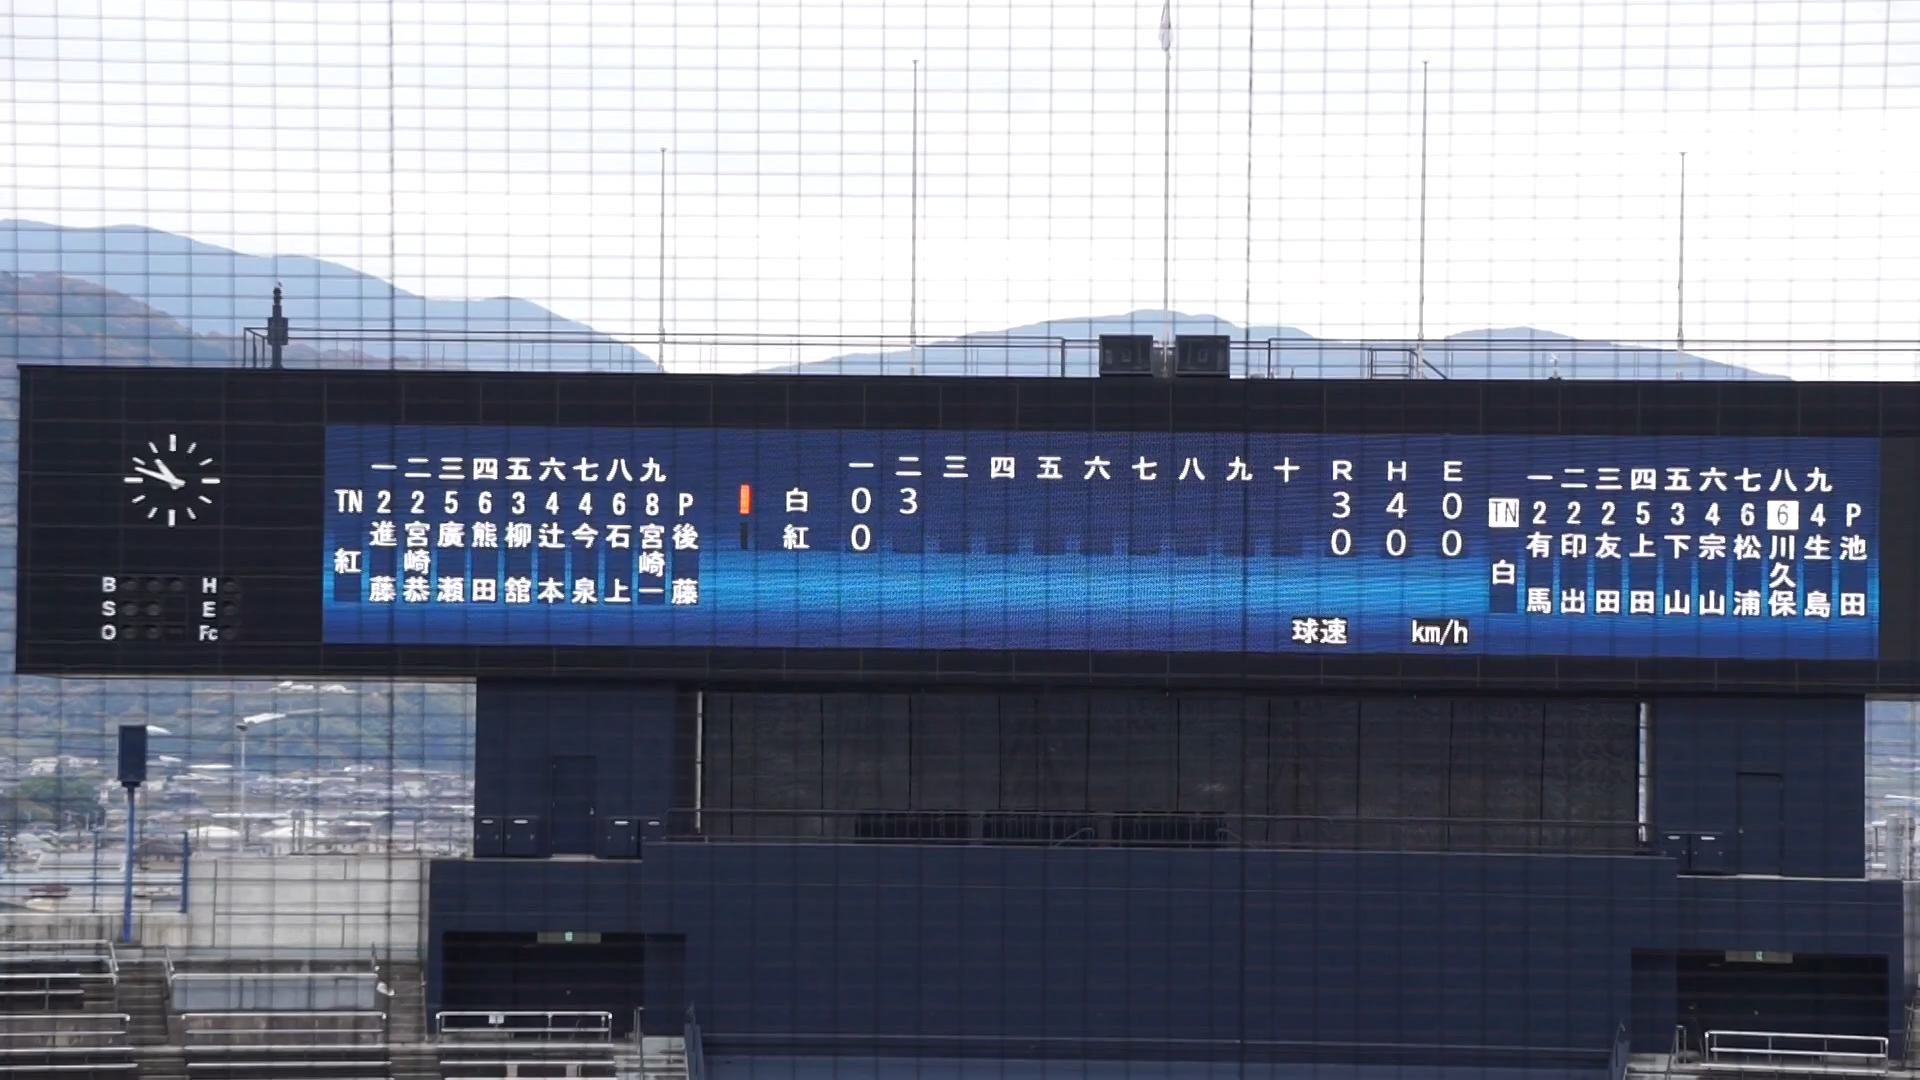 一二三四五六七八九
TN 2 2 5 6 3 4 4 6 8 P
紅 進藤 宮崎恭 廣瀬 熊田 柳舘 辻本 今泉 石上 宮崎一 後藤
一 二 三 四 五 六 七 八 九 十 R H E
白 0 3 3 4 0
紅 0 0 0 0
球速 km/h
一二三四五六七八九
TN 2 2 2 5 3 4 6 6 4 P
白 有馬 印出 友田 上田 下山 宗山 松浦 川久保 生島 池田
B H
S E
O Fc